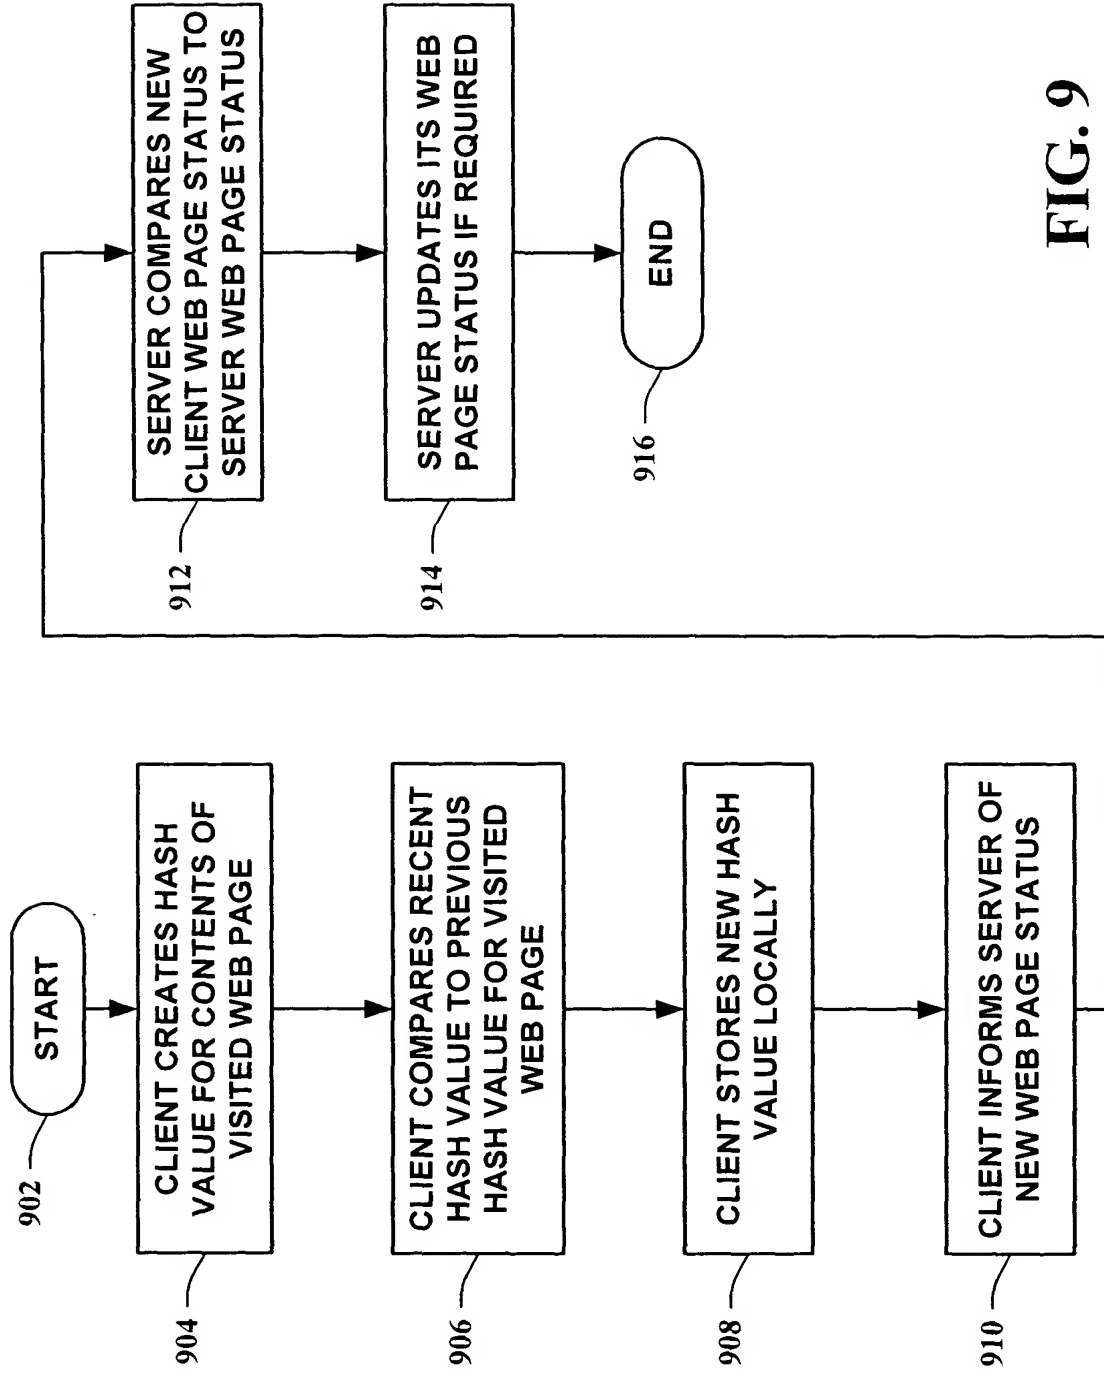 START
902
CLIENT CREATES HASH
VALUE FOR CONTENTS OF
VISITED WEB PAGE
904
CLIENT COMPARES RECENT
HASH VALUE TO PREVIOUS
HASH VALUE FOR VISITED
WEB PAGE
906
CLIENT STORES NEW HASH
VALUE LOCALLY
908
CLIENT INFORMS SERVER OF
NEW WEB PAGE STATUS
910
SERVER COMPARES NEW
CLIENT WEB PAGE STATUS TO
SERVER WEB PAGE STATUS
912
SERVER UPDATES ITS WEB
PAGE STATUS IF REQUIRED
914
END
916
FIG. 9